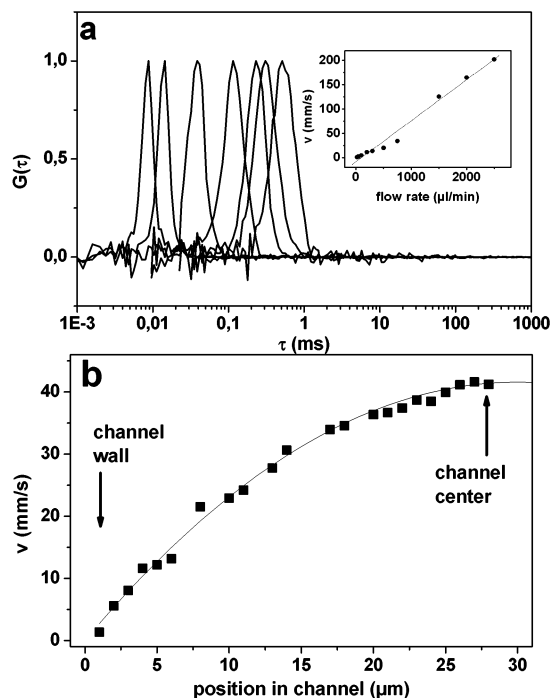 a
1,0
0,5
0,0
G(τ)
1E-3 0,01 0,1 1 10 100 1000
τ (ms)
200
150
100
50
0
v (mm/s)
0 1000 2000
flow rate (µl/min)
b
40
30
20
10
0
v (mm/s)
channel
wall
channel
center
0 5 10 15 20 25 30
position in channel (µm)